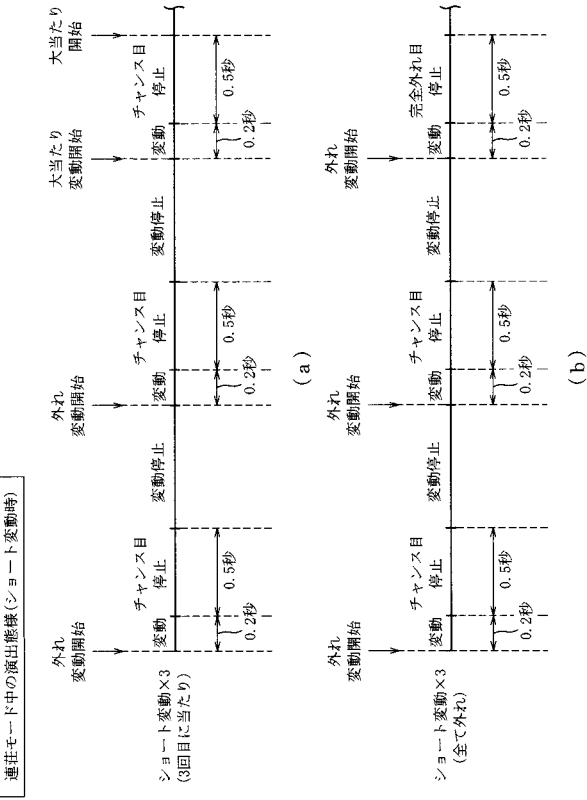 連荘モード中の演出態様(ショート変動時)
外れ
変動開始
外れ
変動開始
大当たり
変動開始
大当たり
開始
ショート変動×3
(3回目に当たり)
変動
チャンス目
停止
変動停止
変動
チャンス目
停止
変動停止
変動
チャンス目
停止
0.2秒
0.5秒
0.2秒
0.5秒
0.2秒
0.5秒
(a)
外れ
変動開始
外れ
変動開始
外れ
変動開始
ショート変動×3
(全て外れ)
変動
チャンス目
停止
変動停止
変動
チャンス目
停止
変動停止
変動
完全外れ目
停止
0.2秒
0.5秒
0.2秒
0.5秒
0.2秒
0.5秒
(b)